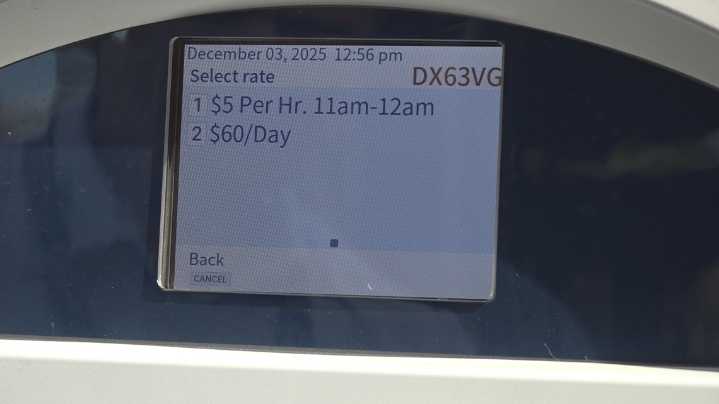 December 03, 2025 12:56 pm
Select rate
DX63VG
1 $5 Per Hr. 11am-12am
2 $60/Day
Back
CANCEL